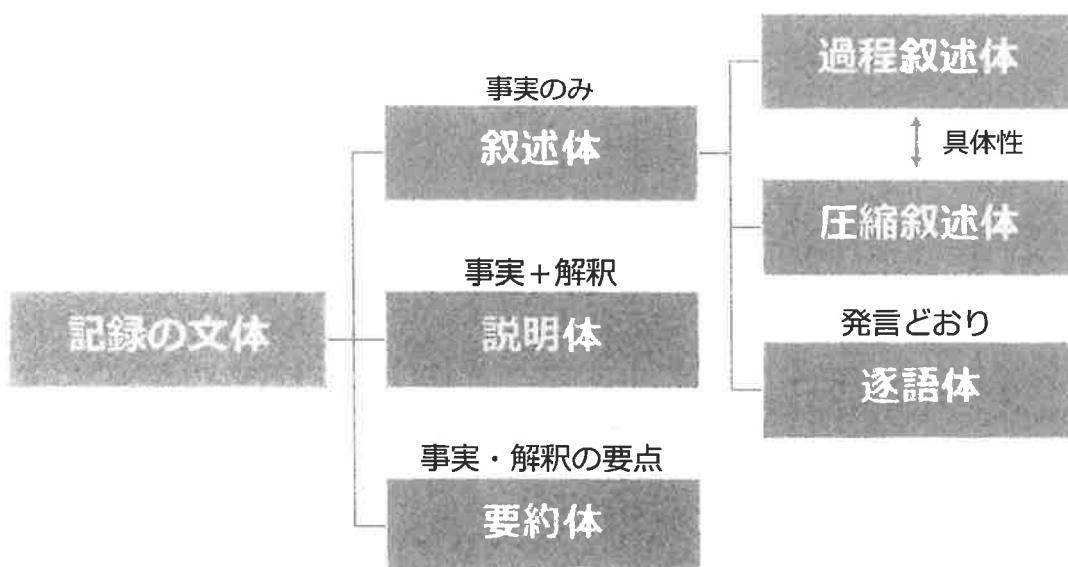 記録の文体
事実のみ
叙述体
事実+解釈
説明体
事実・解釈の要点
要約体
過程叙述体
具体性
圧縮叙述体
発言どおり
逐語体